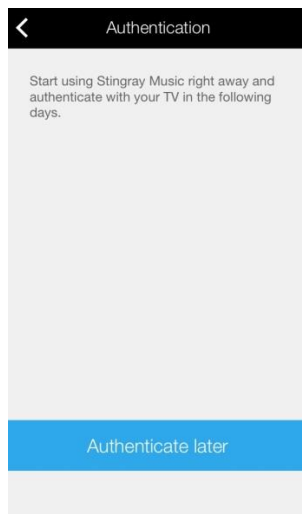 Authentication
Start using Stingray Music right away and
authenticate with your TV in the following
days.
Authenticate later